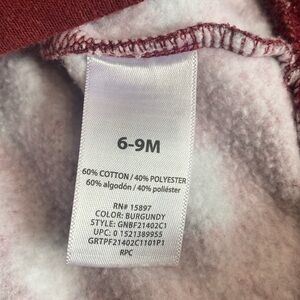 6-9M
60% COTTON / 40% POLYESTER
60% algodón / 40% poliéster
RN# 15897
COLOR: BURGUNDY
STYLE: GNBF21402C1
UPC: 0 1521389955
GRTPF21402C1101P1
RPC